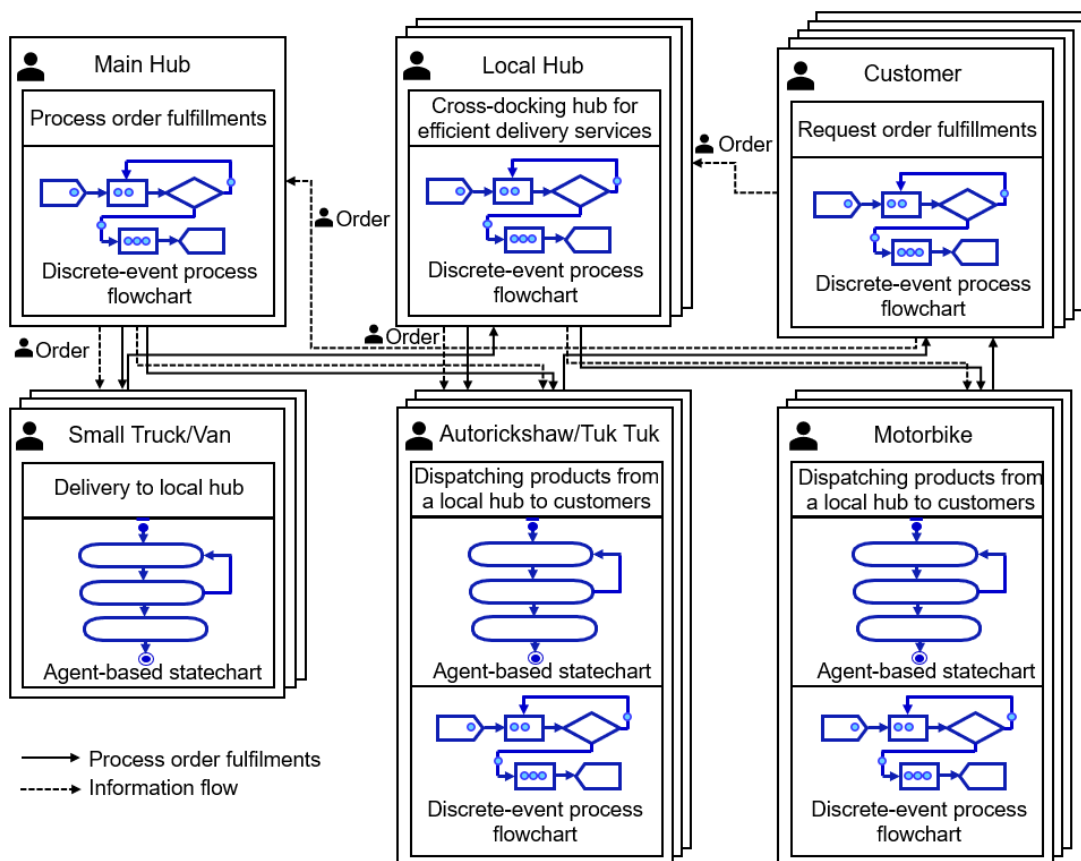 Main Hub
Process order fulfillments
Discrete-event process
flowchart
Local Hub
Cross-docking hub for
efficient delivery services
Discrete-event process
flowchart
Customer
Request order fulfillments
Discrete-event process
flowchart
Order
Order
Order
Order
Small Truck/Van
Delivery to local hub
Agent-based statechart
Autorickshaw/Tuk Tuk
Dispatching products from
a local hub to customers
Agent-based statechart
Discrete-event process
flowchart
Motorbike
Dispatching products from
a local hub to customers
Agent-based statechart
Discrete-event process
flowchart
Process order fulfilments
Information flow